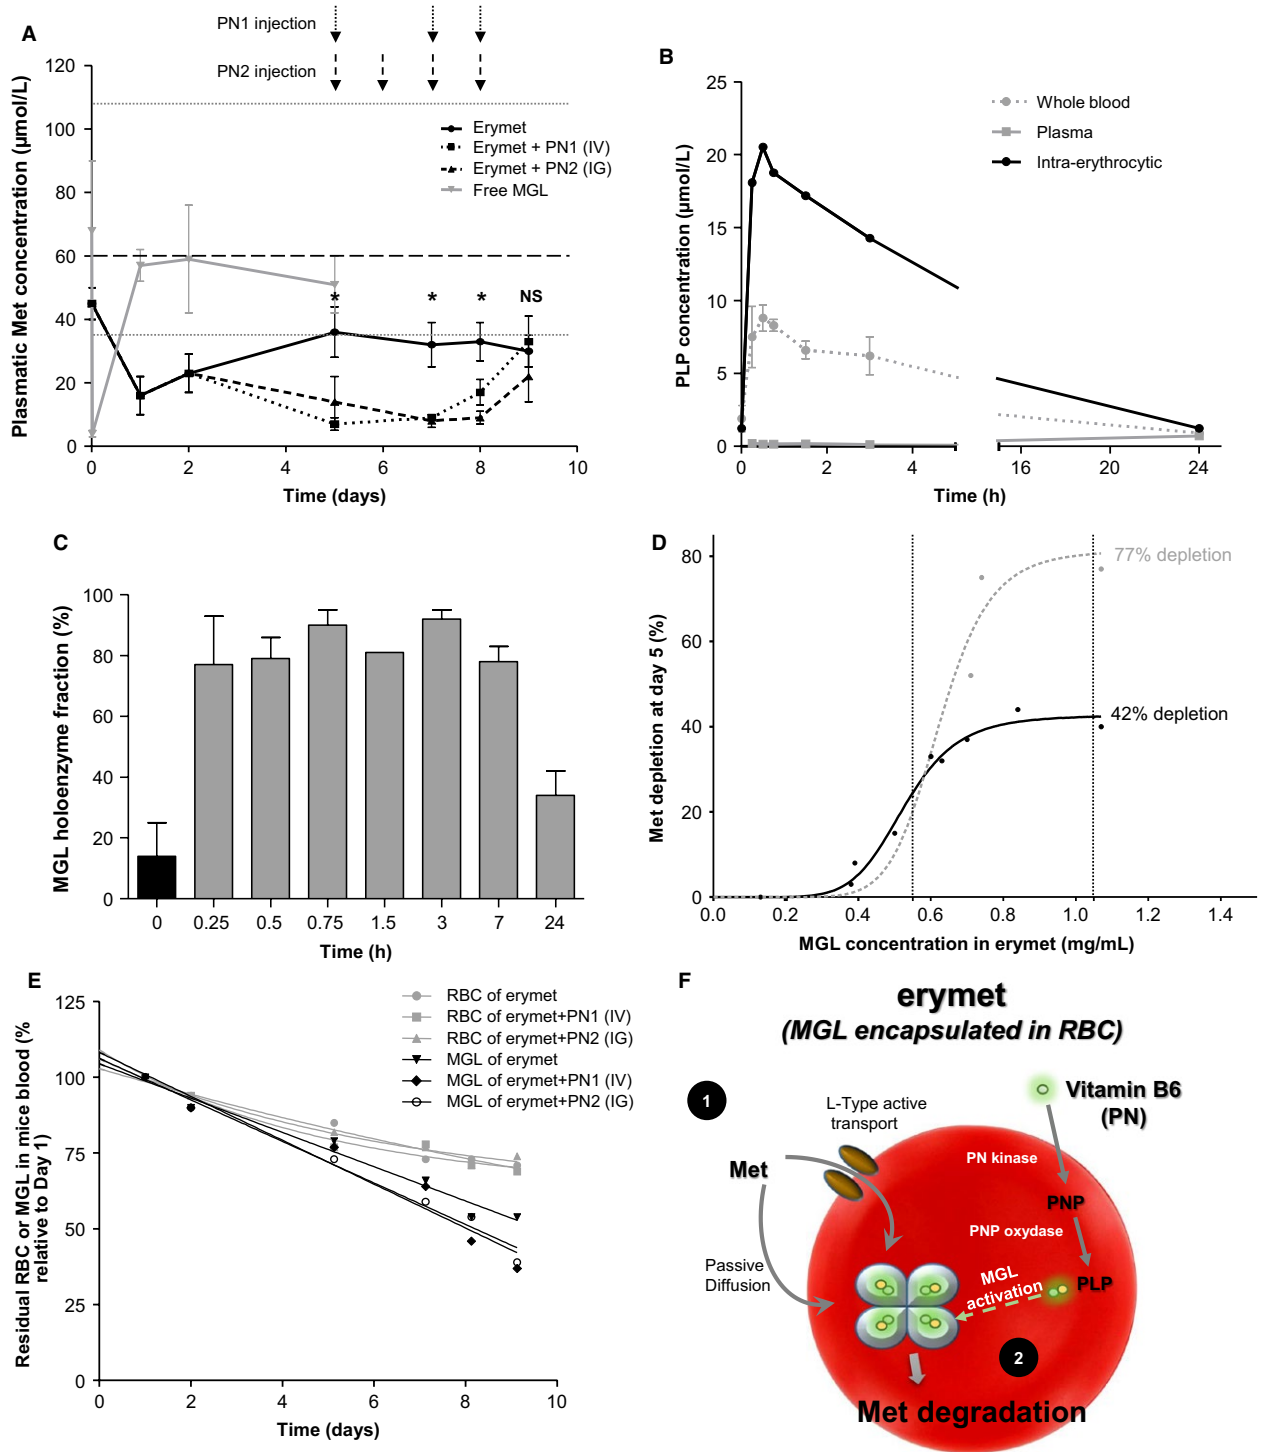 A
PN1 injection
PN2 injection
Plasmatic Met concentration (µmol/L)
120
100
80
60
40
20
0
Erymet
Erymet + PN1 (IV)
Erymet + PN2 (IG)
Free MGL
* * * NS
0 2 4 6 8 10
Time (days)
B
PLP concentration (µmol/L)
25
20
15
10
5
0
Whole blood
Plasma
Intra-erythrocytic
0 2 4 16 20 24
Time (h)
C
MGL holoenzyme fraction (%)
100
80
60
40
20
0
0 0.25 0.5 0.75 1.5 3 7 24
Time (h)
D
Met depletion at day 5 (%)
80
60
40
20
0
77% depletion
42% depletion
0.0 0.2 0.4 0.6 0.8 1.0 1.2 1.4
MGL concentration in erymet (mg/mL)
E
Residual RBC or MGL in mice blood (%
relative to Day 1)
125
100
75
50
25
0
RBC of erymet
RBC of erymet+PN1 (IV)
RBC of erymet+PN2 (IG)
MGL of erymet
MGL of erymet+PN1 (IV)
MGL of erymet+PN2 (IG)
0 2 4 6 8 10
Time (days)
F
erymet
(MGL encapsulated in RBC)
1
L-Type active
transport
Vitamin B6
(PN)
Met
PN kinase
PNP
PNP oxydase
Passive
Diffusion
MGL
activation
PLP
2
Met degradation